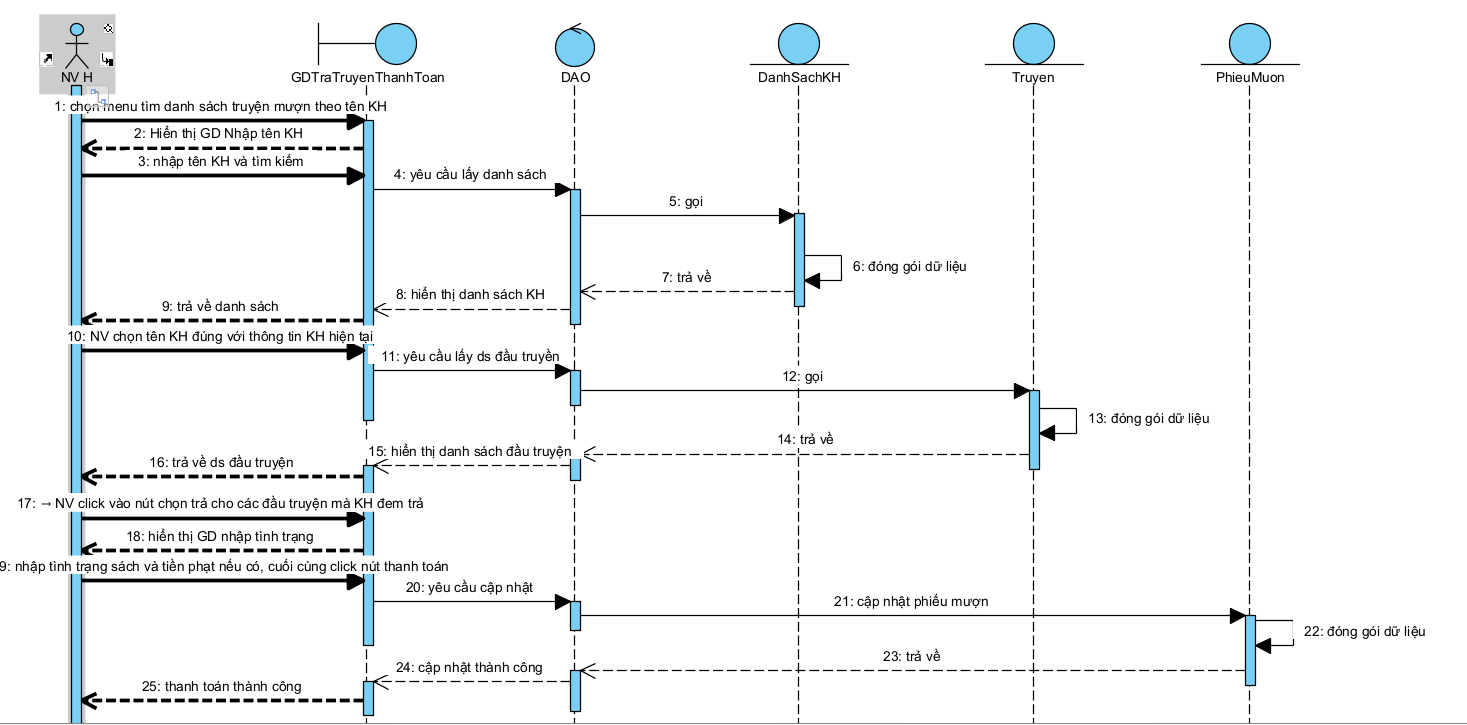 NV H
GDTraTruyenThanhToan
DAO
DanhSachKH
Truyen
PhieuMuon
1: chọn menu tìm danh sách truyện mượn theo tên KH
2: Hiển thị GD Nhập tên KH
3: nhập tên KH và tìm kiếm
4: yêu cầu lấy danh sách
5: gọi
6: đóng gói dữ liệu
7: trả về
8: hiển thị danh sách KH
9: trả về danh sách
10: NV chọn tên KH đúng với thông tin KH hiện tại
11: yêu cầu lấy ds đầu truyền
12: gọi
13: đóng gói dữ liệu
14: trả về
15: hiển thị danh sách đầu truyện
16: trả về ds đầu truyện
17: → NV click vào nút chọn trả cho các đầu truyện mà KH đem trả
18: hiển thị GD nhập tình trạng
9: nhập tình trạng sách và tiền phạt nếu có, cuối cùng click nút thanh toán
20: yêu cầu cập nhật
21: cập nhật phiếu mượn
22: đóng gói dữ liệu
23: trả về
24: cập nhật thành công
25: thanh toán thành công